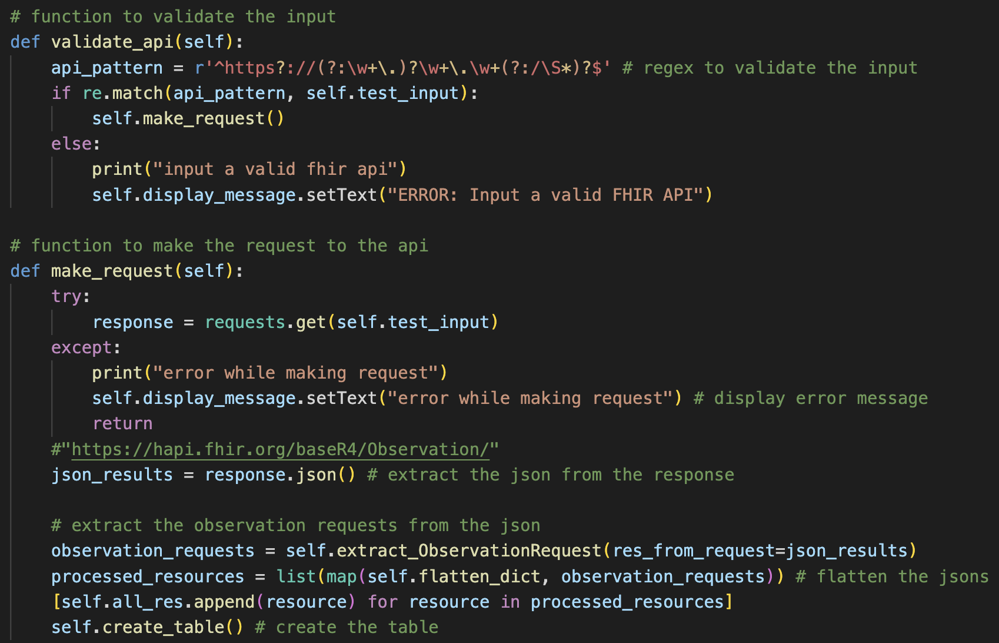 # function to validate the input
def validate_api(self):
    api_pattern = r'^https?://(?:\w+\.)?\w+\.\w+(?:/\S*)?$' # regex to validate the input
    if re.match(api_pattern, self.test_input):
        self.make_request()
    else:
        print("input a valid fhir api")
        self.display_message.setText("ERROR: Input a valid FHIR API")

# function to make the request to the api
def make_request(self):
    try:
        response = requests.get(self.test_input)
    except:
        print("error while making request")
        self.display_message.setText("error while making request") # display error message
        return
    #"https://hapi.fhir.org/baseR4/Observation/"
    json_results = response.json() # extract the json from the response

    # extract the observation requests from the json
    observation_requests = self.extract_ObservationRequest(res_from_request=json_results)
    processed_resources = list(map(self.flatten_dict, observation_requests)) # flatten the jsons
    [self.all_res.append(resource) for resource in processed_resources]
    self.create_table() # create the table